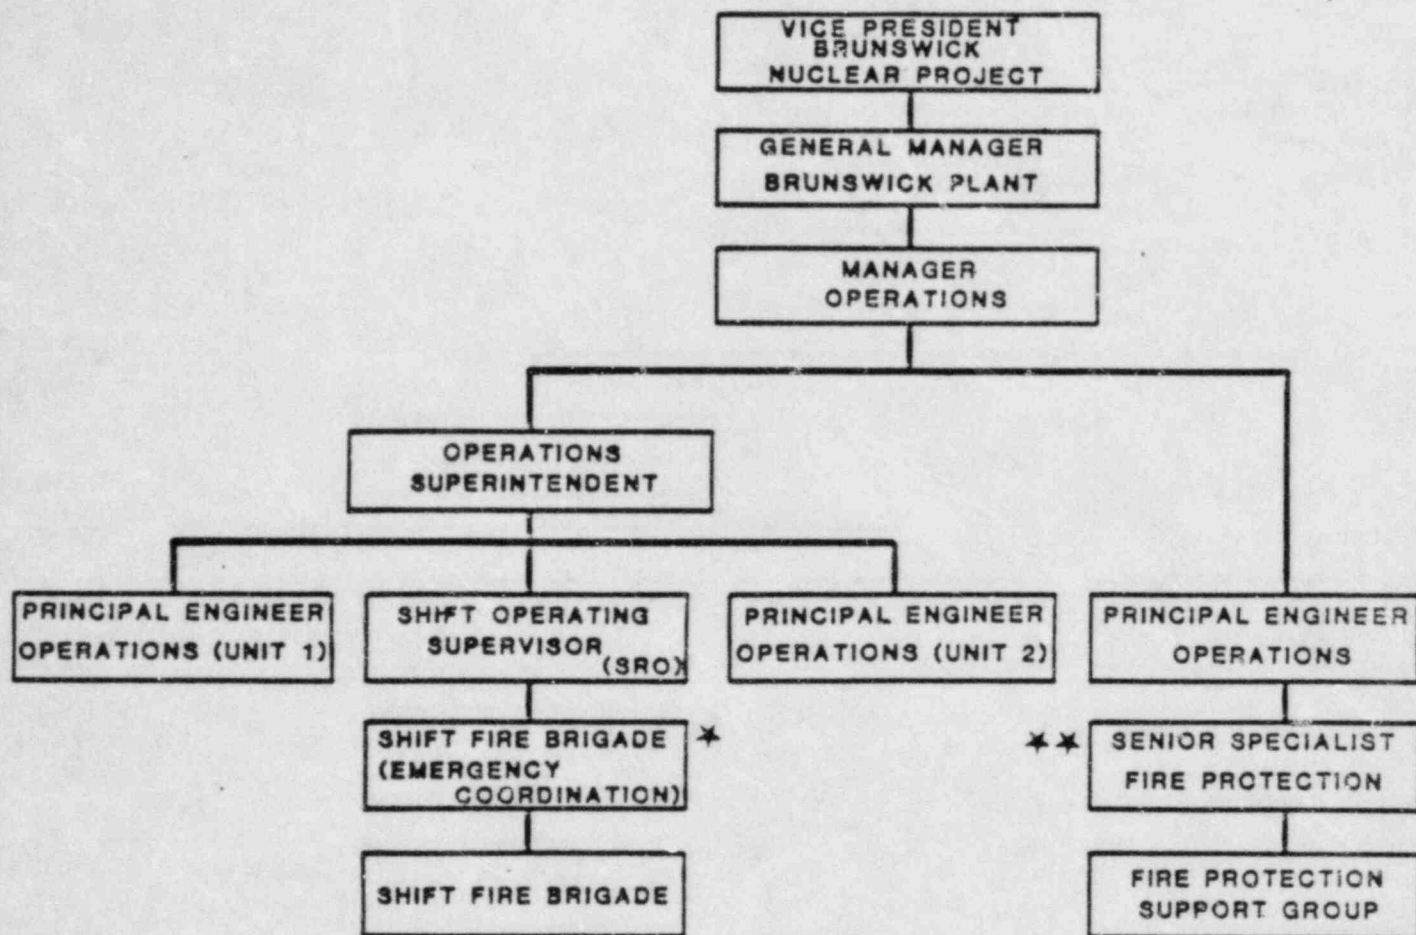 VICE PRESIDENT
BRUNSWICK
NUCLEAR PROJECT
GENERAL MANAGER
BRUNSWICK PLANT
MANAGER
OPERATIONS
OPERATIONS
SUPERINTENDENT
PRINCIPAL ENGINEER
OPERATIONS (UNIT 1)
SHIFT OPERATING
SUPERVISOR
(SRO)
PRINCIPAL ENGINEER
OPERATIONS (UNIT 2)
PRINCIPAL ENGINEER
OPERATIONS
SHIFT FIRE BRIGADE ★
(EMERGENCY
COORDINATION)
★★ SENIOR SPECIALIST
FIRE PROTECTION
SHIFT FIRE BRIGADE
FIRE PROTECTION
SUPPORT GROUP